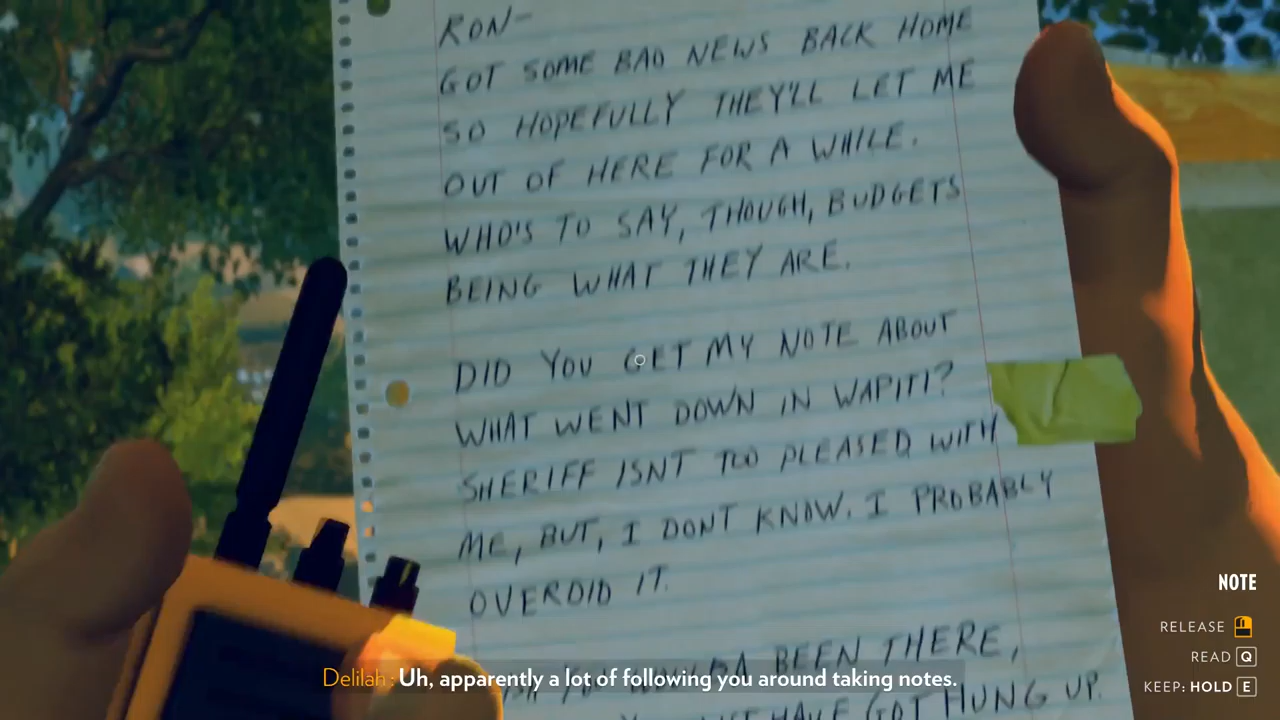 RON-
GOT SOME BAD NEWS BACK HOME
SO HOPEFULLY THEY'LL LET ME
OUT OF HERE FOR A WHILE.
WHO'S TO SAY, THOUGH, BUDGETS
BEING WHAT THEY ARE.
DID YOU GET MY NOTE ABOUT
WHAT WENT DOWN IN WAPITI?
SHERIFF ISNT TOO PLEASED WITH
ME, BUT, I DONT KNOW. I PROBABLY
OVERDID IT.
BEEN THERE,
HAVE GOT HUNG UP.
Delilah: Uh, apparently a lot of following you around taking notes.
NOTE
RELEASE
READ Q
KEEP: HOLD E